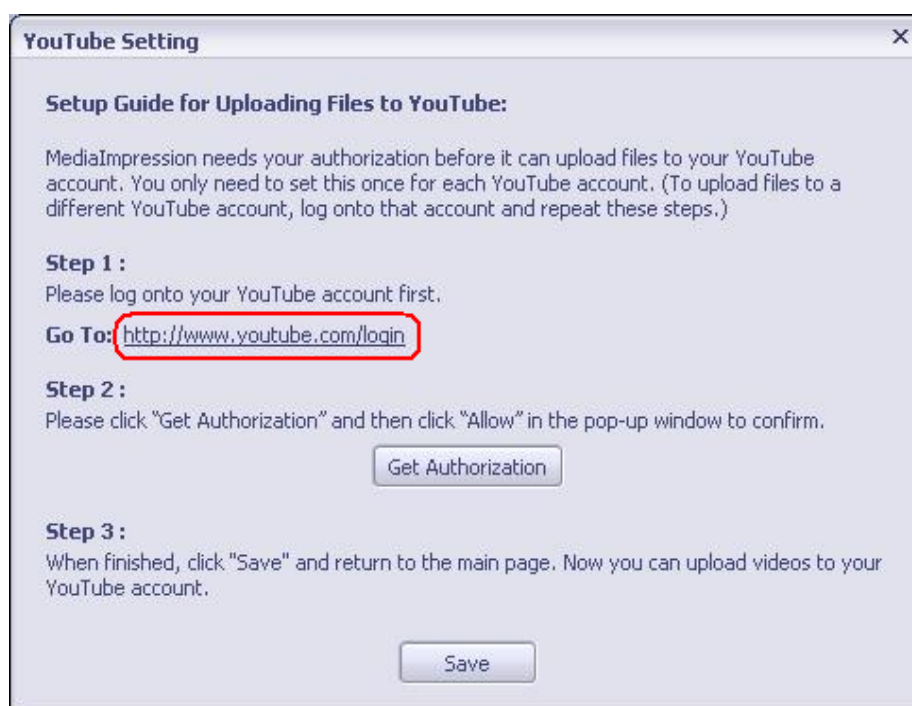 YouTube Setting
Setup Guide for Uploading Files to YouTube:
MediaImpression needs your authorization before it can upload files to your YouTube
account. You only need to set this once for each YouTube account. (To upload files to a
different YouTube account, log onto that account and repeat these steps.)
Step 1 :
Please log onto your YouTube account first.
Go To: http://www.youtube.com/login
Step 2 :
Please click “Get Authorization” and then click “Allow” in the pop-up window to confirm.
Get Authorization
Step 3 :
When finished, click "Save" and return to the main page. Now you can upload videos to your
YouTube account.
Save